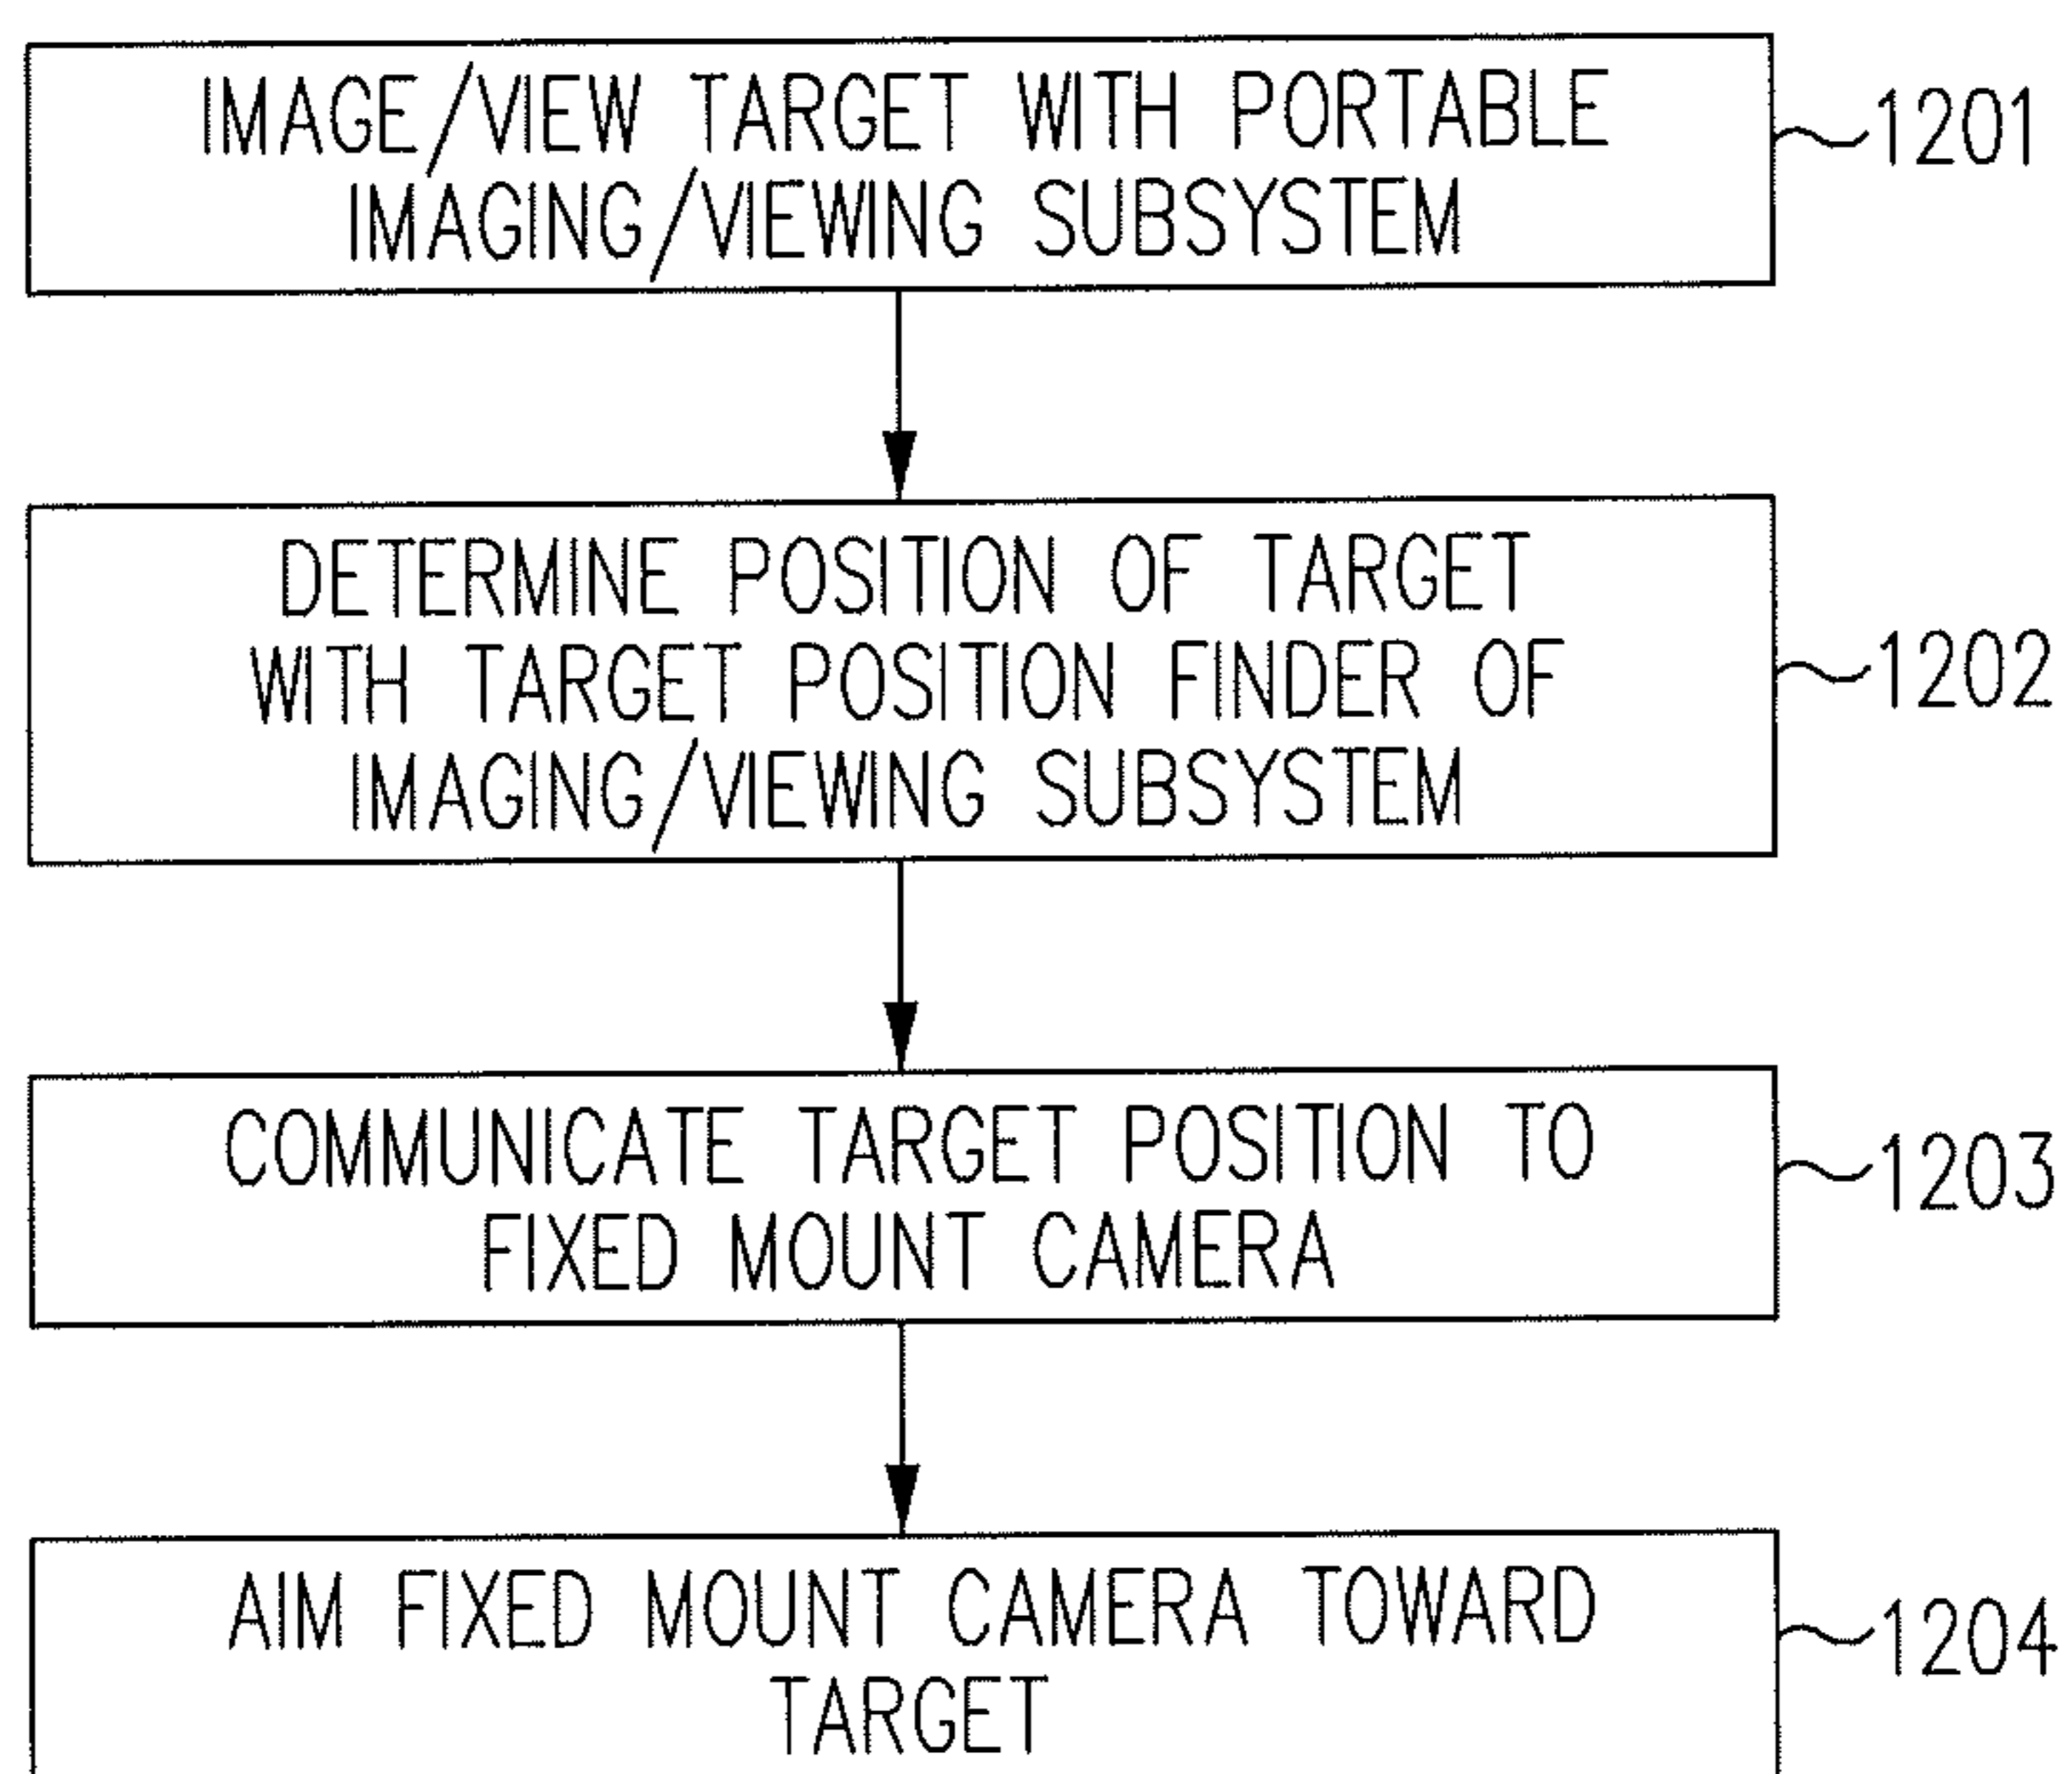 IMAGE/VIEW TARGET WITH PORTABLE
IMAGING/VIEWING SUBSYSTEM
1201
DETERMINE POSITION OF TARGET
WITH TARGET POSITION FINDER OF
IMAGING/VIEWING SUBSYSTEM
1202
COMMUNICATE TARGET POSITION TO
FIXED MOUNT CAMERA
1203
AIM FIXED MOUNT CAMERA TOWARD
TARGET
1204